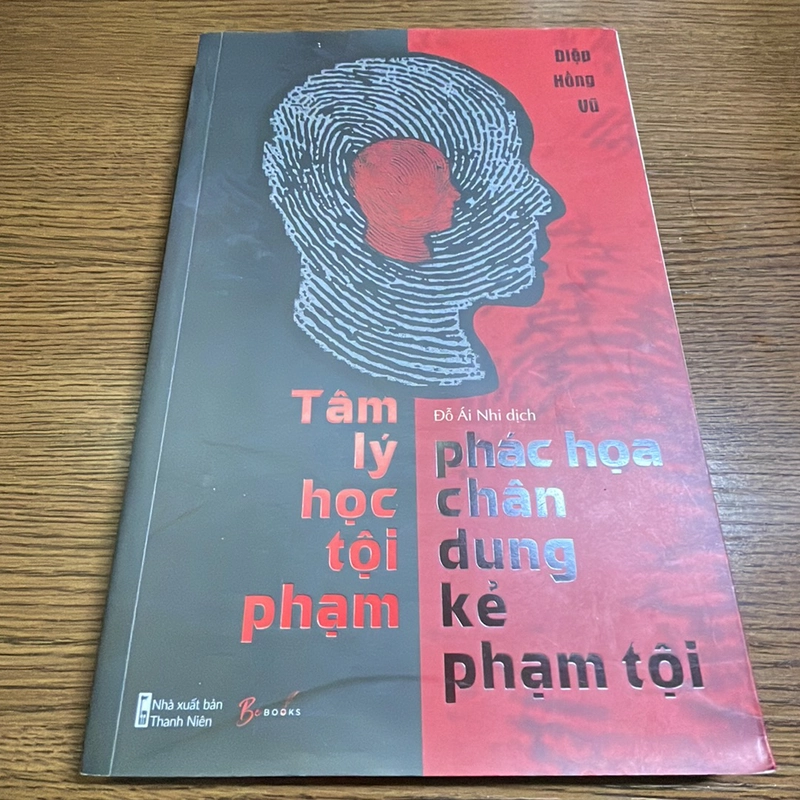 Diệp
Hồng
Vũ
Tâm
lý
học
tội
phạm
Đỗ Ái Nhi dịch
phác họa
chân
dung
kẻ
phạm tội
Nhà xuất bản
Thanh Niên
BeBOOKS